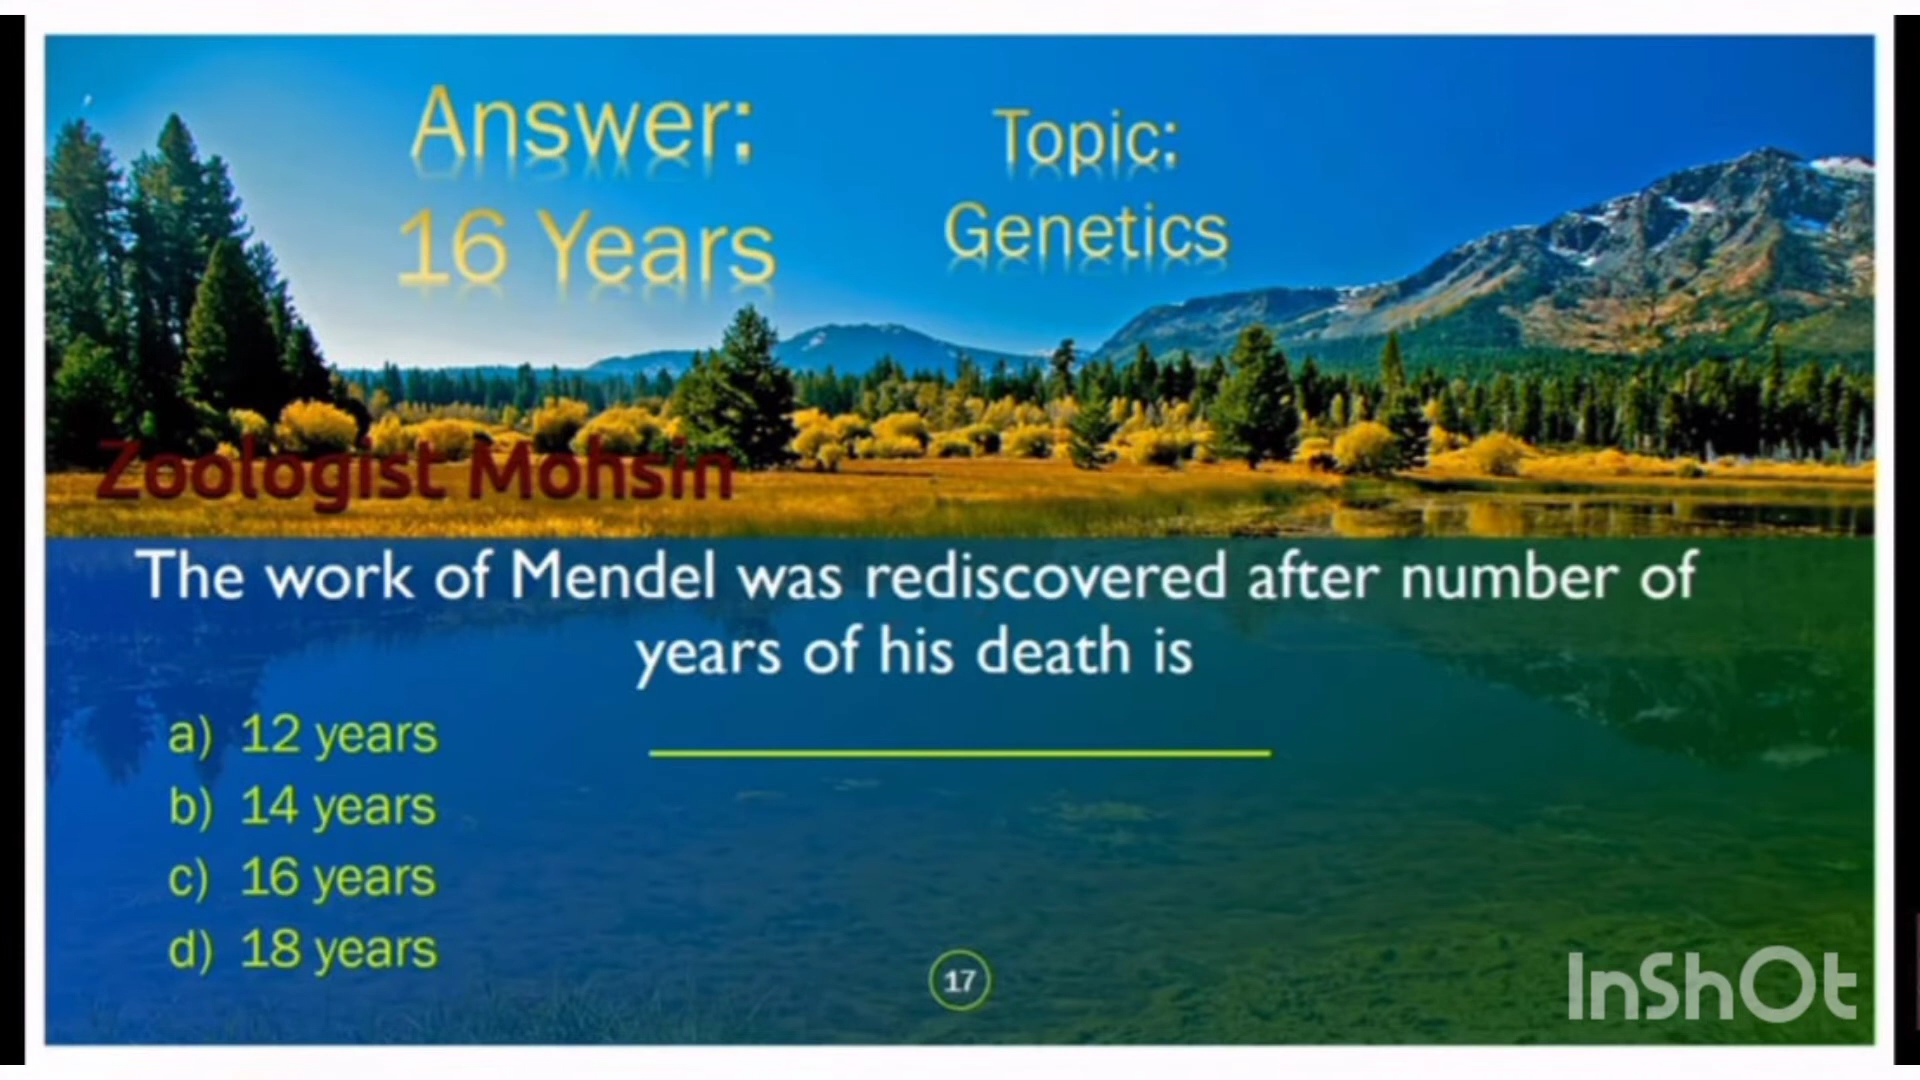 Answer:
16 Years
Topic:
Genetics
Zoologist Mohsin
The work of Mendel was rediscovered after number of
years of his death is
a) 12 years
b) 14 years
c) 16 years
d) 18 years
17
InShOt